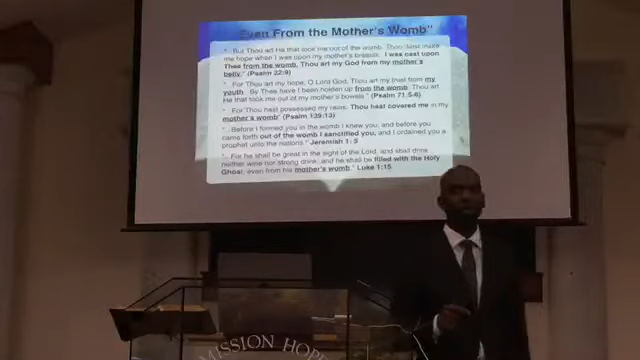 "Even From the Mother's Womb"
" But Thou art He that took me out of the womb. Thou didst make
me hope when I was upon my mother's breasts. I was cast upon
Thee from the womb. Thou art my God from my mother's
belly." (Psalm 22:9)
" For Thou art my hope, O Lord God, Thou art my trust from my
youth. By Thee have I been holden up from the womb. Thou art
He that took me out of my mother's bowels" (Psalm 71:5-6)
" For Thou hast possessed my reins: Thou hast covered me in my
mother's womb" (Psalm 139:13)
" Before I formed you in the womb I knew you; and before you
came forth out of the womb I sanctified you, and I ordained you a
prophet unto the nations." Jeremiah 1: 5
" For he shall be great in the sight of the Lord, and shall drink
neither wine nor strong drink; and he shall be filled with the Holy
Ghost, even from his mother's womb." Luke 1:15
MISSION HOPE